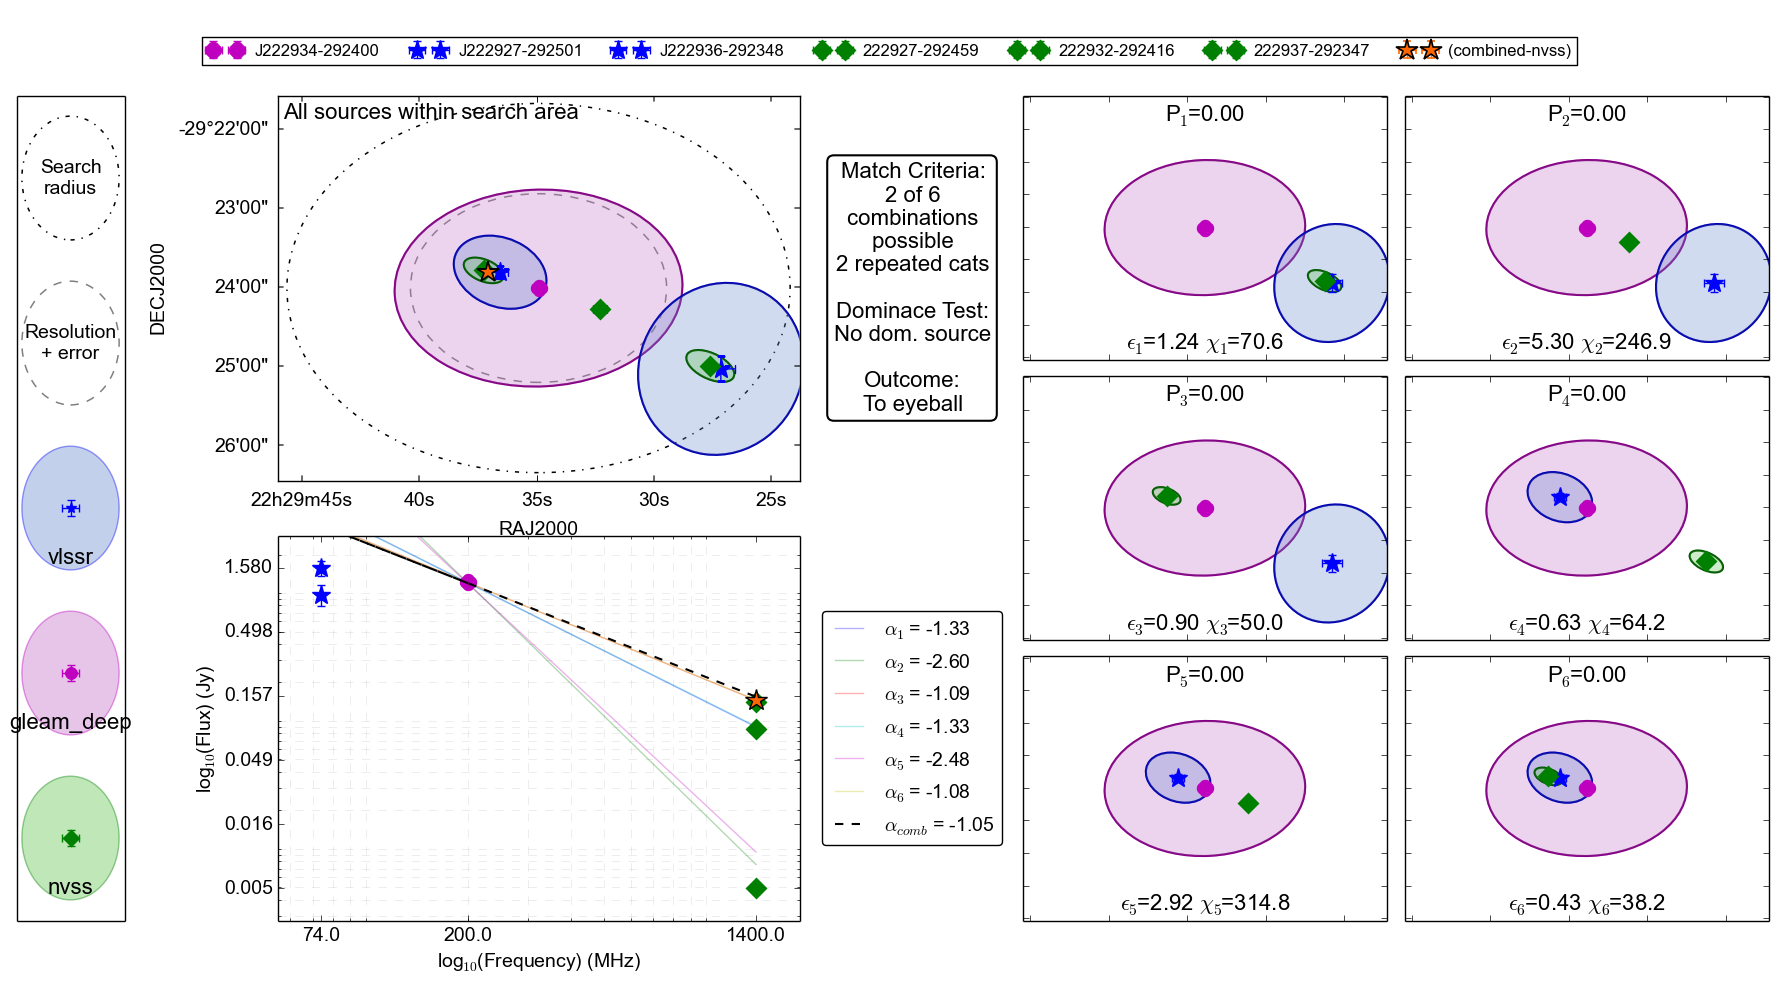 J222934-292400 J222927-292501 J222936-292348 222927-292459 222932-292416 222937-292347 (combined-nvss)
Search
radius
Resolution
+ error
vlssr
gleam_deep
nvss
All sources within search area
DECJ2000
-29°22'00"
23'00"
24'00"
25'00"
26'00"
22h29m45s 40s 35s 30s 25s
RAJ2000
Match Criteria:
2 of 6
combinations
possible
2 repeated cats
Dominace Test:
No dom. source
Outcome:
To eyeball
log10(Flux) (Jy)
1.580
0.498
0.157
0.049
0.016
0.005
74.0 200.0 1400.0
log10(Frequency) (MHz)
α1 = -1.33
α2 = -2.60
α3 = -1.09
α4 = -1.33
α5 = -2.48
α6 = -1.08
αcomb = -1.05
P1=0.00
ϵ1=1.24 χ1=70.6
P2=0.00
ϵ2=5.30 χ2=246.9
P3=0.00
ϵ3=0.90 χ3=50.0
P4=0.00
ϵ4=0.63 χ4=64.2
P5=0.00
ϵ5=2.92 χ5=314.8
P6=0.00
ϵ6=0.43 χ6=38.2